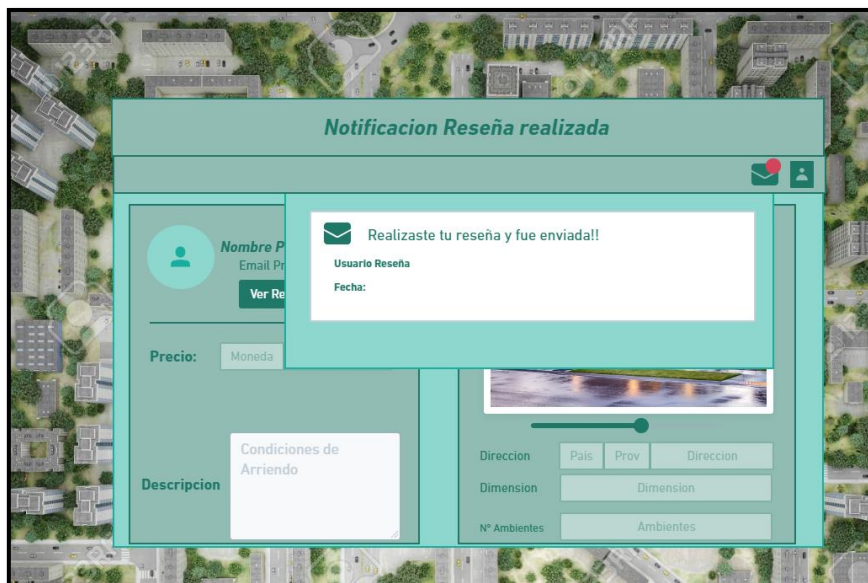 Notificacion Reseña realizada
Realizaste tu reseña y fue enviada!!
Usuario Reseña
Fecha:
Nombre P
Email Pr
Ver Re
Precio:
Moneda
Descripcion
Condiciones de
Arriendo
Direccion
Pais
Prov
Direccion
Dimension
Dimension
Nº Ambientes
Ambientes